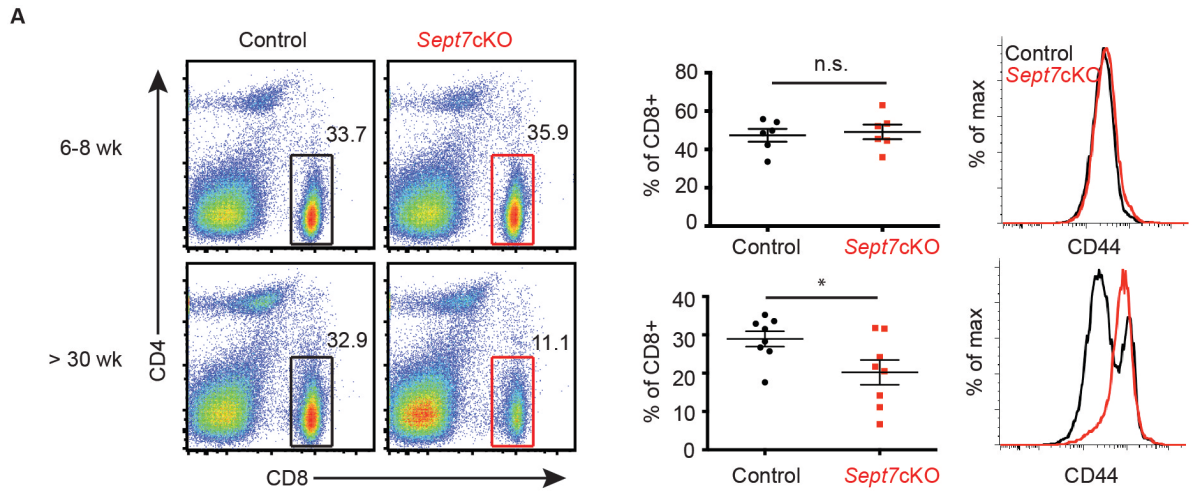 A
Control
Sept7cKO
6-8 wk
33.7
35.9
> 30 wk
32.9
11.1
CD4
CD8
n.s.
80
60
40
20
0
% of CD8+
Control
Sept7cKO
Control
Sept7cKO
% of max
CD44
*
40
30
20
10
0
% of CD8+
Control
Sept7cKO
% of max
CD44